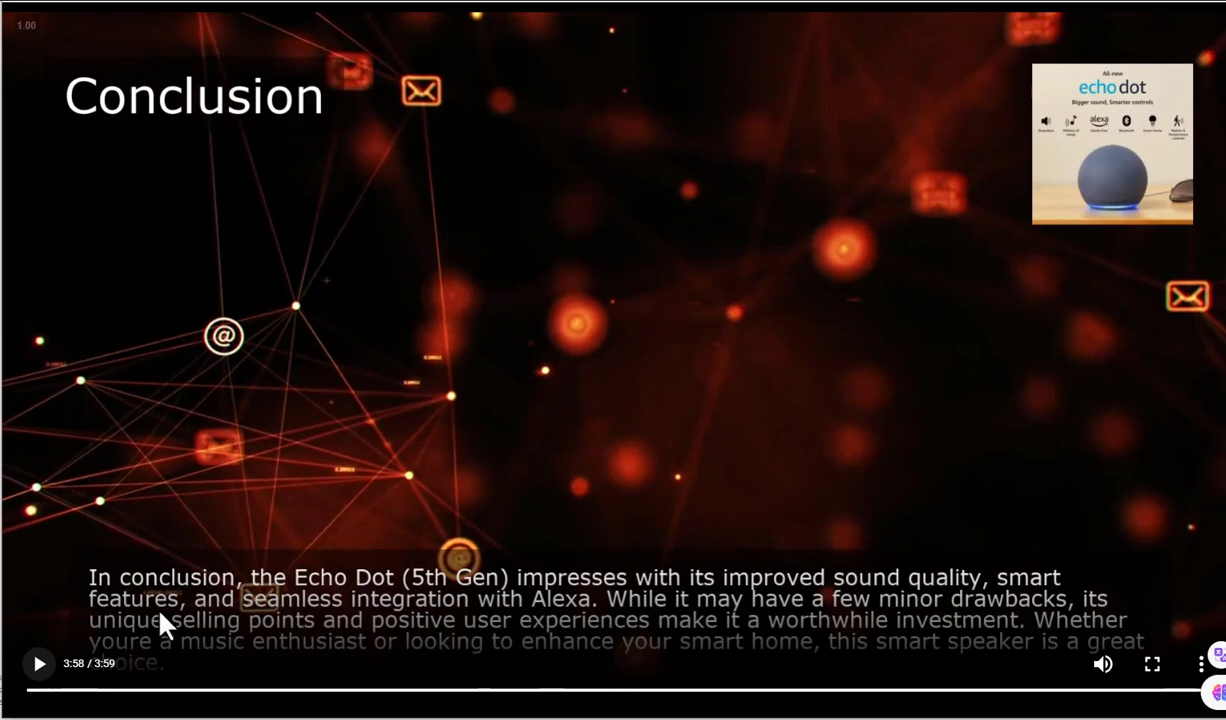 1.00
Conclusion
All-new
echo dot
Bigger sound, Smarter controls
alexa
In conclusion, the Echo Dot (5th Gen) impresses with its improved sound quality, smart
features, and seamless integration with Alexa. While it may have a few minor drawbacks, its
unique selling points and positive user experiences make it a worthwhile investment. Whether
youre a music enthusiast or looking to enhance your smart home, this smart speaker is a great
choice.
3:58 / 3:59